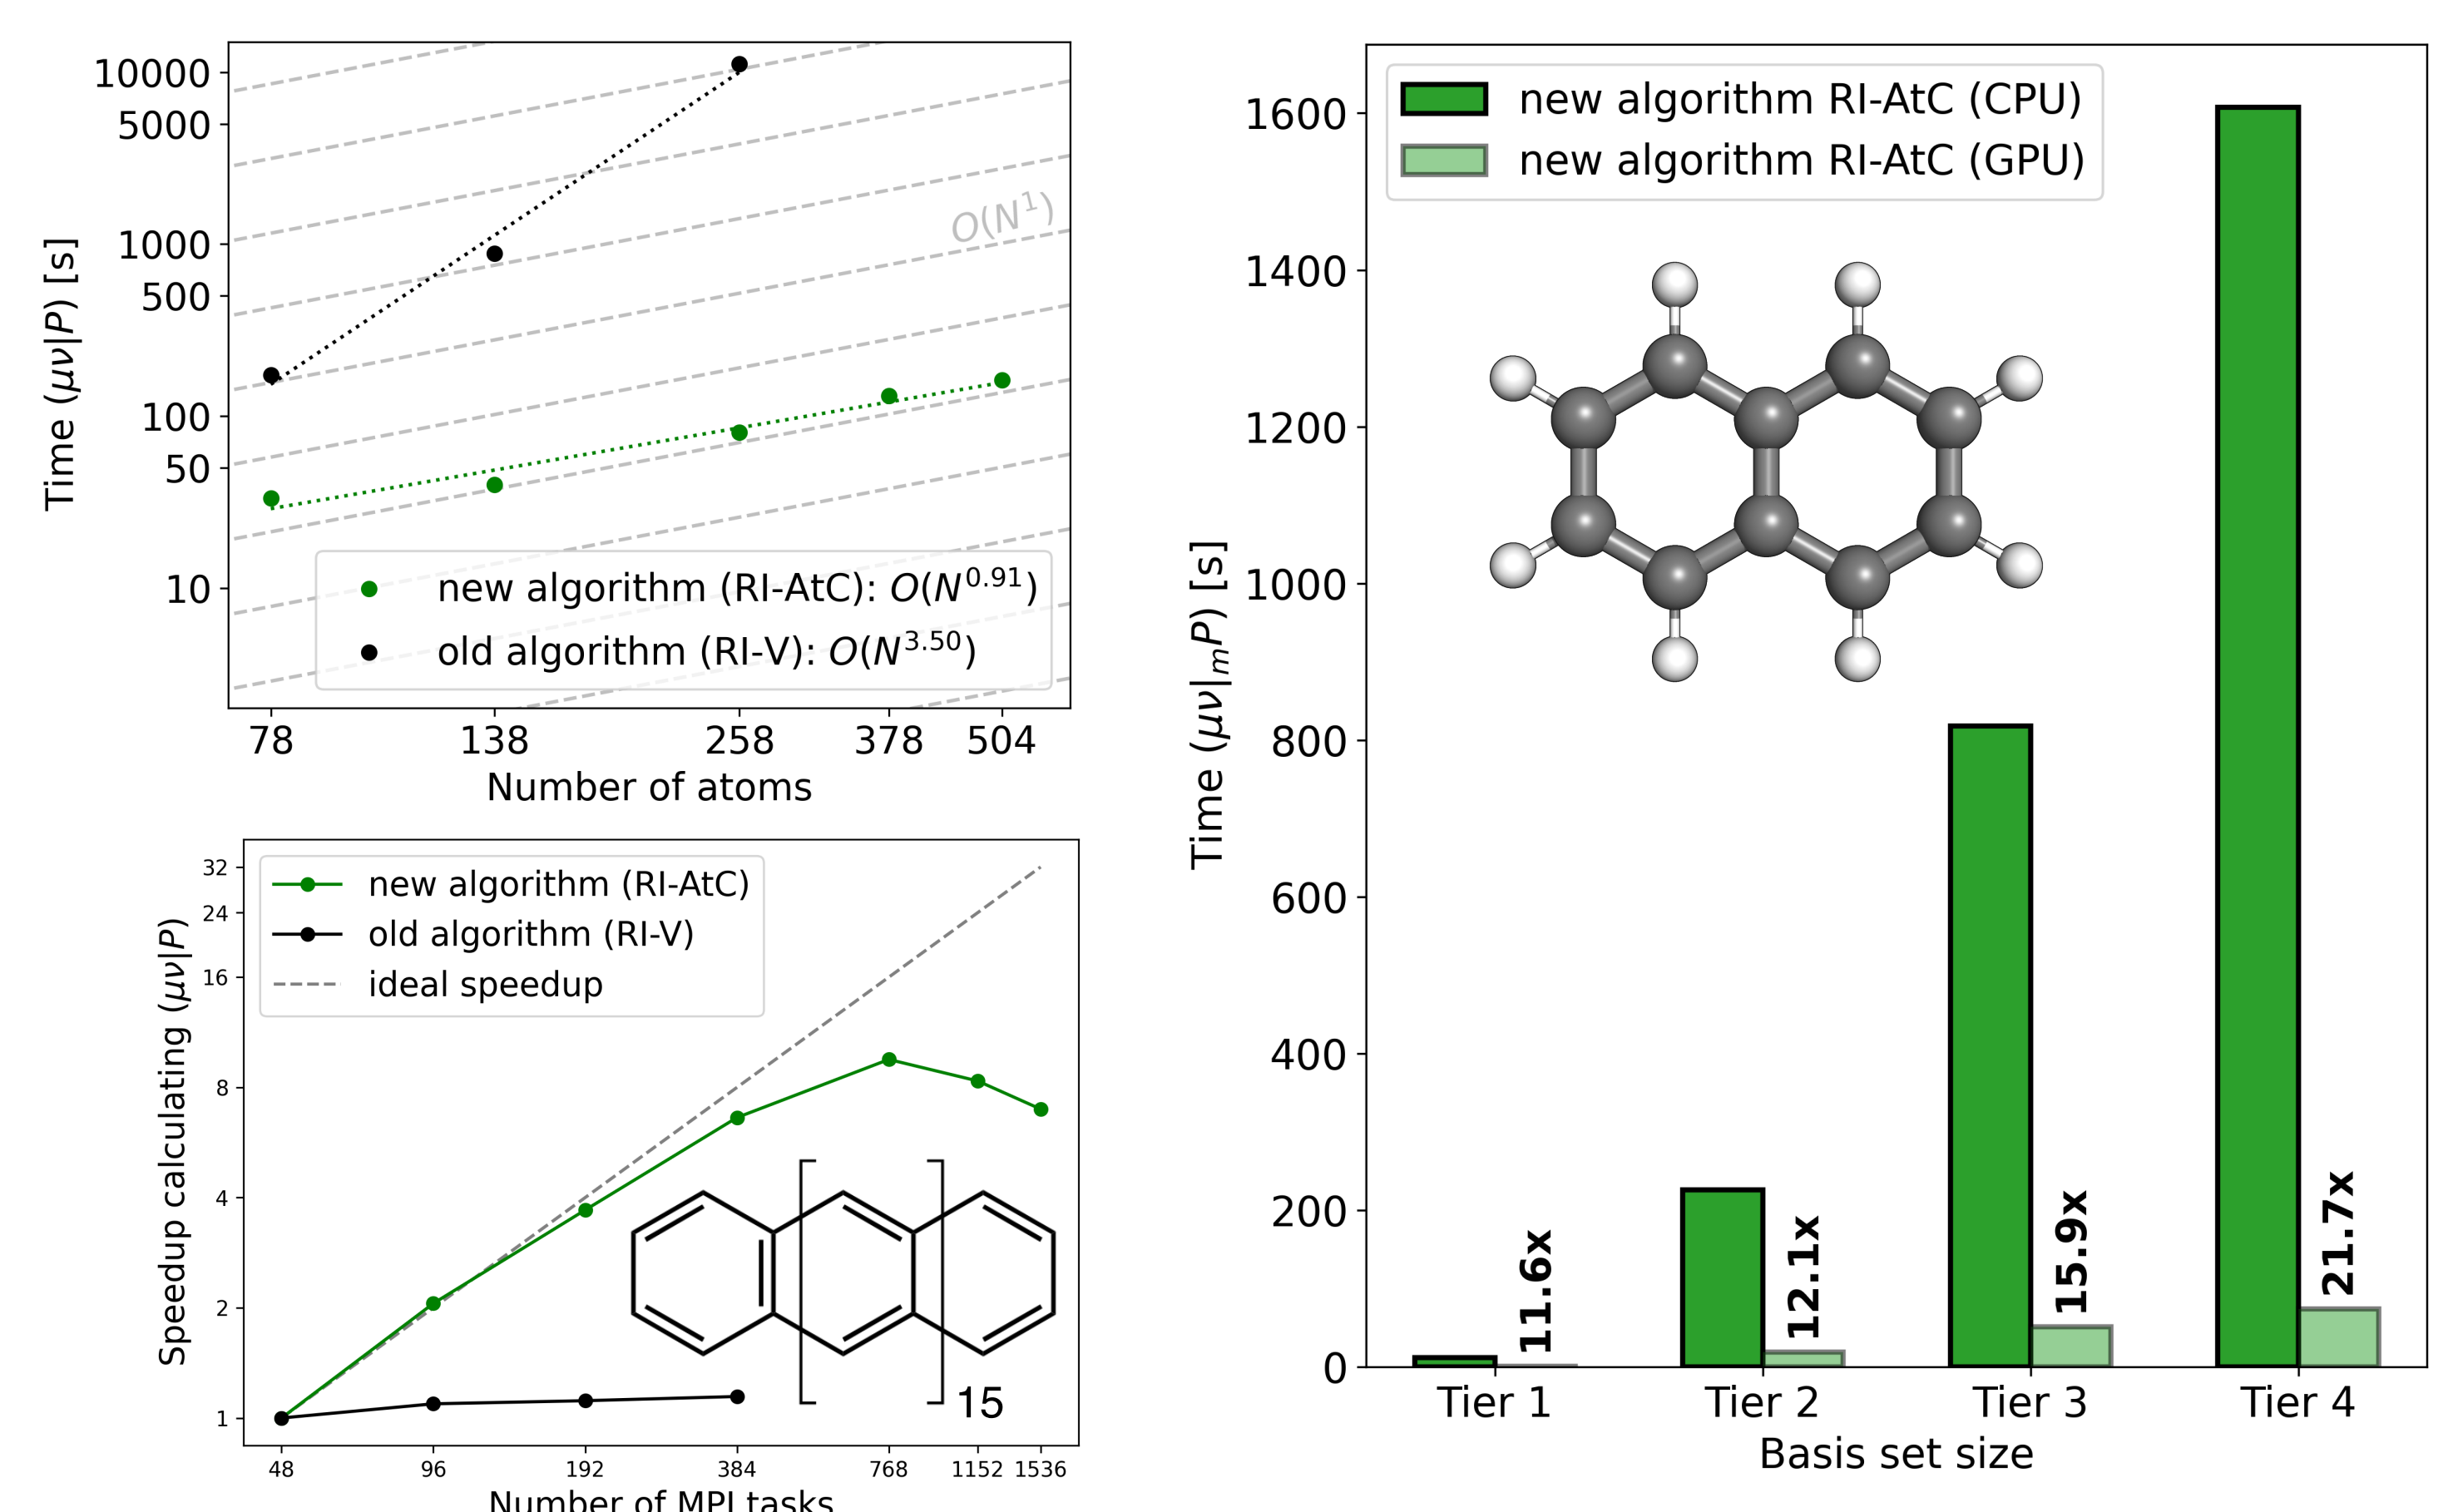 10000
5000
1000
500
100
50
10
Time (μν|P) [s]
O(N¹)
new algorithm (RI-AtC): O(N⁰·⁹¹)
old algorithm (RI-V): O(N³·⁵⁰)
78 138 258 378 504
Number of atoms
32
24
16
8
4
2
1
Speedup calculating (μν|P)
new algorithm (RI-AtC)
old algorithm (RI-V)
ideal speedup
15
48 96 192 384 768 1152 1536
Number of MPI tasks
1600
1400
1200
1000
800
600
400
200
0
Time (μν|ₘP) [s]
new algorithm RI-AtC (CPU)
new algorithm RI-AtC (GPU)
11.6x
12.1x
15.9x
21.7x
Tier 1 Tier 2 Tier 3 Tier 4
Basis set size